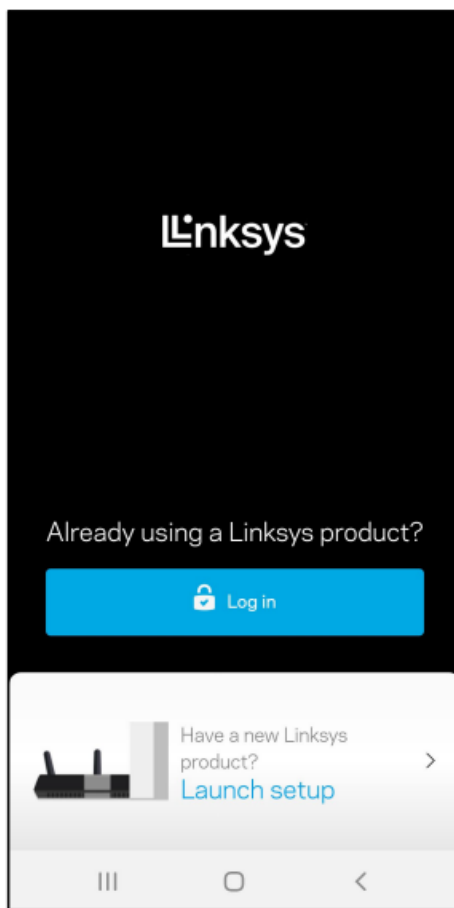 Linksys
Already using a Linksys product?
Log in
Have a new Linksys
product?
Launch setup